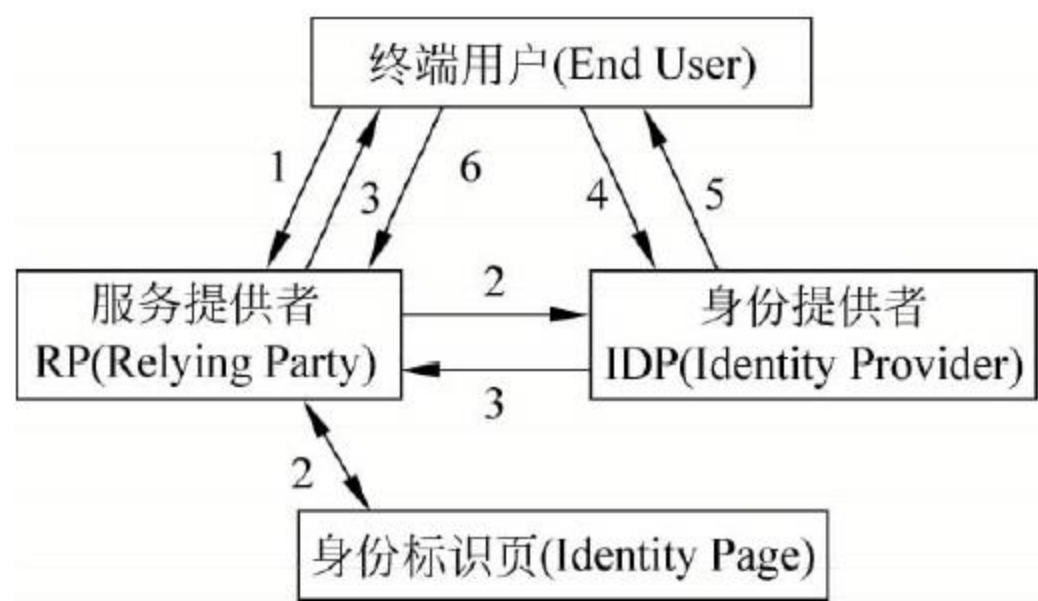 终端用户(End User)
1
3
6
4
5
服务提供者
RP(Relying Party)
2
身份提供者
IDP(Identity Provider)
3
2
身份标识页(Identity Page)